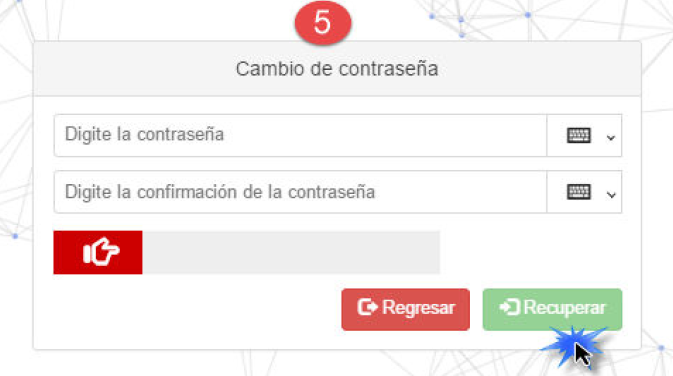 5
Cambio de contraseña
Digite la contraseña
Digite la confirmación de la contraseña
Regresar Recuperar